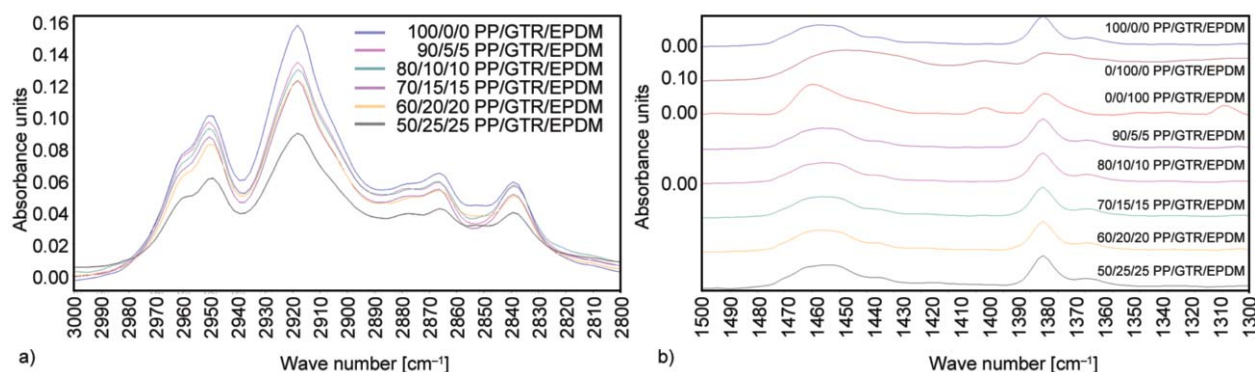 0.16
0.14
0.12
0.10
0.08
0.06
0.04
0.02
0.00
Absorbance units
100/0/0 PP/GTR/EPDM
90/5/5 PP/GTR/EPDM
80/10/10 PP/GTR/EPDM
70/15/15 PP/GTR/EPDM
60/20/20 PP/GTR/EPDM
50/25/25 PP/GTR/EPDM
3000
2990
2980
2970
2960
2950
2940
2930
2920
2910
2900
2890
2880
2870
2860
2850
2840
2830
2820
2810
2800
a)
Wave number [cm⁻¹]
0.00
0.10
0.00
0.00
Absorbance units
100/0/0 PP/GTR/EPDM
0/100/0 PP/GTR/EPDM
0/0/100 PP/GTR/EPDM
90/5/5 PP/GTR/EPDM
80/10/10 PP/GTR/EPDM
70/15/15 PP/GTR/EPDM
60/20/20 PP/GTR/EPDM
50/25/25 PP/GTR/EPDM
1500
1490
1480
1470
1460
1450
1440
1430
1420
1410
1400
1390
1380
1370
1360
1350
1340
1330
1320
1310
1300
b)
Wave number [cm⁻¹]